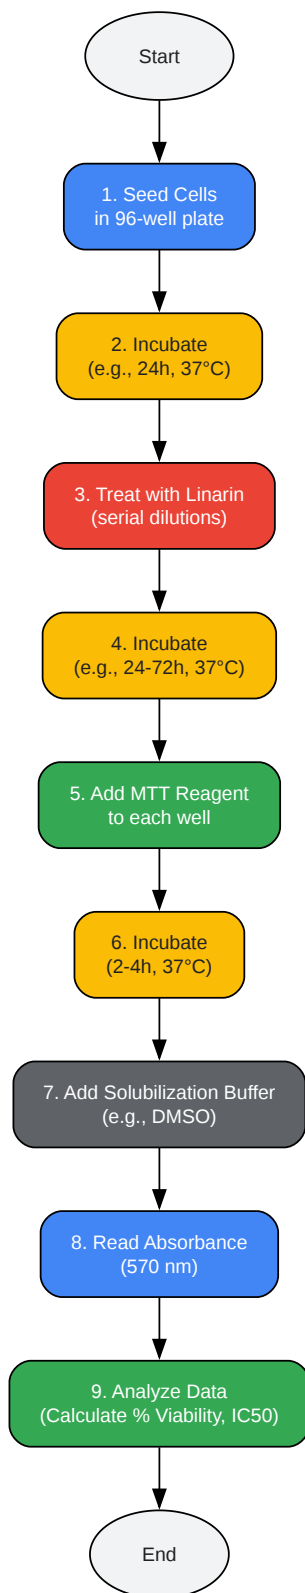 Start
1. Seed Cells
in 96-well plate
2. Incubate
(e.g., 24h, 37°C)
3. Treat with Linarin
(serial dilutions)
4. Incubate
(e.g., 24-72h, 37°C)
5. Add MTT Reagent
to each well
6. Incubate
(2-4h, 37°C)
7. Add Solubilization Buffer
(e.g., DMSO)
8. Read Absorbance
(570 nm)
9. Analyze Data
(Calculate % Viability, IC50)
End